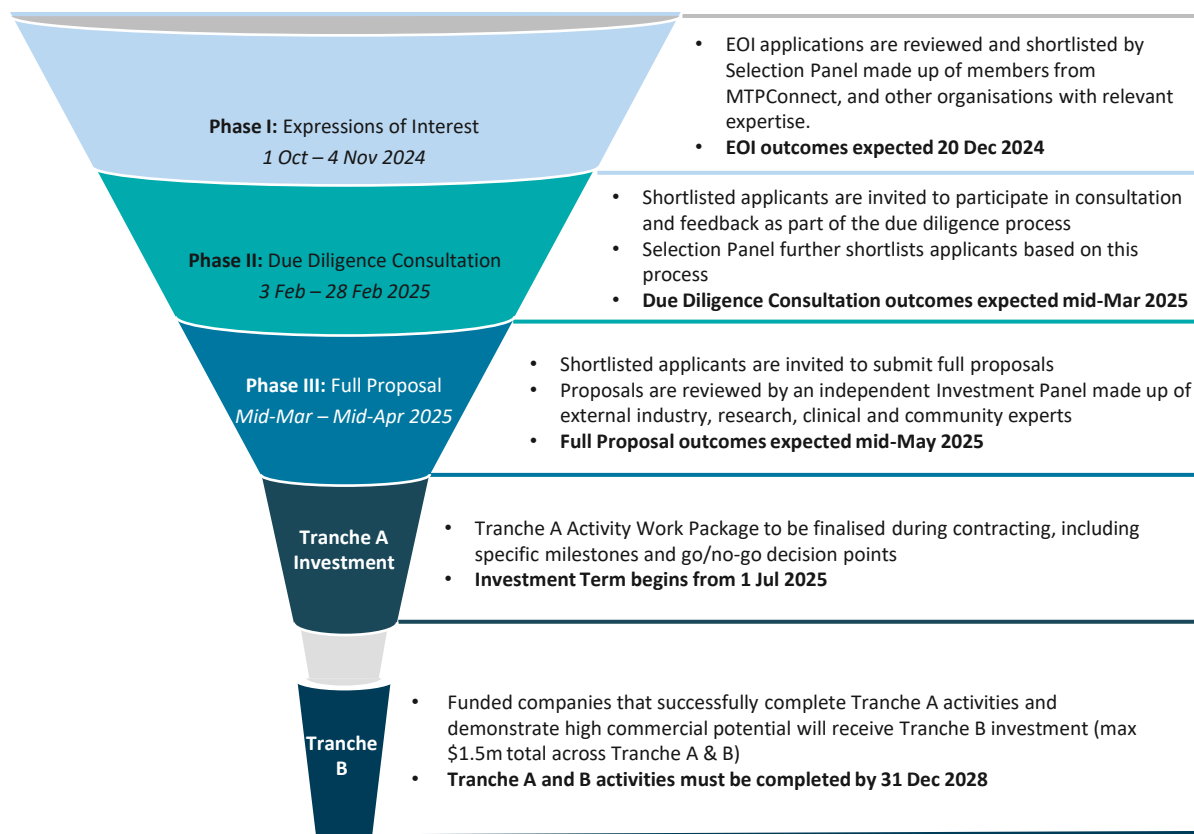 Phase I: Expressions of Interest
1 Oct – 4 Nov 2024
• EOI applications are reviewed and shortlisted by
Selection Panel made up of members from
MTPConnect, and other organisations with relevant
expertise.
• EOI outcomes expected 20 Dec 2024
Phase II: Due Diligence Consultation
3 Feb – 28 Feb 2025
• Shortlisted applicants are invited to participate in consultation
and feedback as part of the due diligence process
• Selection Panel further shortlists applicants based on this
process
• Due Diligence Consultation outcomes expected mid-Mar 2025
Phase III: Full Proposal
Mid-Mar – Mid-Apr 2025
• Shortlisted applicants are invited to submit full proposals
• Proposals are reviewed by an independent Investment Panel made up of
external industry, research, clinical and community experts
• Full Proposal outcomes expected mid-May 2025
Tranche A
Investment
• Tranche A Activity Work Package to be finalised during contracting, including
specific milestones and go/no-go decision points
• Investment Term begins from 1 Jul 2025
Tranche
B
• Funded companies that successfully complete Tranche A activities and
demonstrate high commercial potential will receive Tranche B investment (max
$1.5m total across Tranche A & B)
• Tranche A and B activities must be completed by 31 Dec 2028